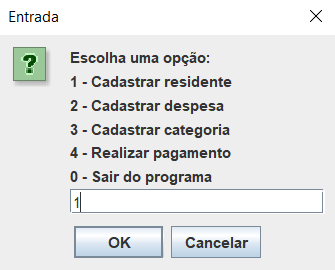 Entrada
Escolha uma opção:
1 - Cadastrar residente
2 - Cadastrar despesa
3 - Cadastrar categoria
4 - Realizar pagamento
0 - Sair do programa
1
OK Cancelar